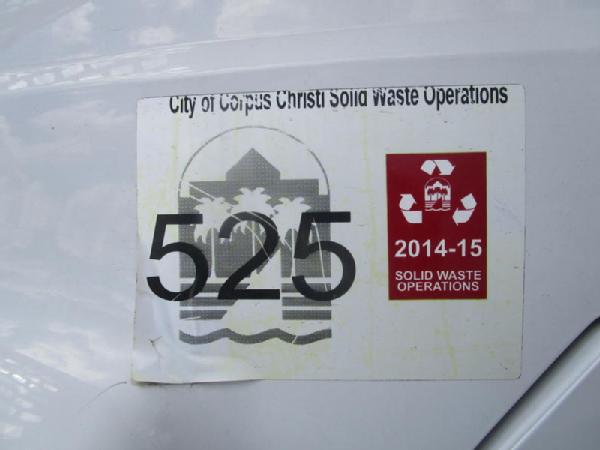 City of Corpus Christi Solid Waste Operations
525
2014-15
SOLID WASTE
OPERATIONS